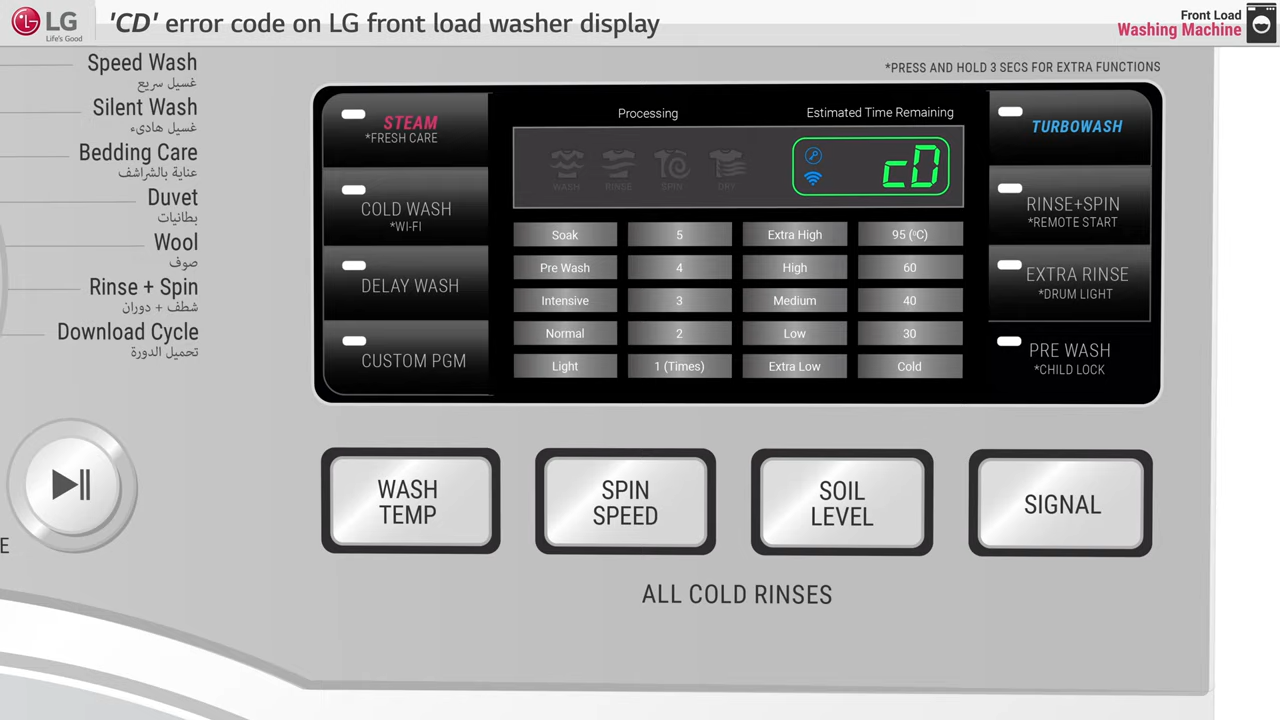 LG
Life's Good
'CD' error code on LG front load washer display
Front Load
Washing Machine
Speed Wash
غسيل سريع
Silent Wash
غسيل هادىء
Bedding Care
عناية بالشراشف
Duvet
بطانيات
Wool
صوف
Rinse + Spin
شطف + دوران
Download Cycle
تحميل الدورة
*PRESS AND HOLD 3 SECS FOR EXTRA FUNCTIONS
STEAM
*FRESH CARE
COLD WASH
*WI-FI
DELAY WASH
CUSTOM PGM
Processing
Estimated Time Remaining
WASH RINSE SPIN DRY
cD
Soak 5 Extra High 95 (ºC)
Pre Wash 4 High 60
Intensive 3 Medium 40
Normal 2 Low 30
Light 1 (Times) Extra Low Cold
TURBOWASH
RINSE+SPIN
*REMOTE START
EXTRA RINSE
*DRUM LIGHT
PRE WASH
*CHILD LOCK
E
WASH
TEMP
SPIN
SPEED
SOIL
LEVEL
SIGNAL
ALL COLD RINSES